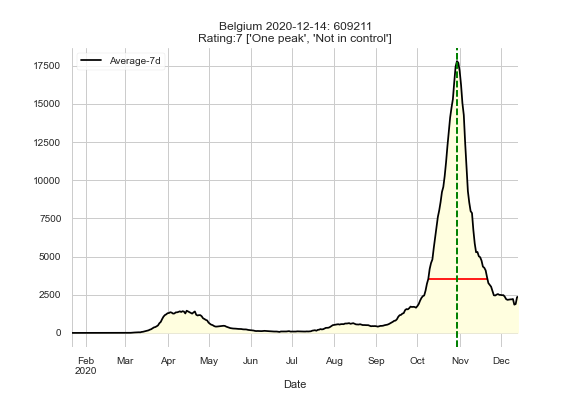 Belgium 2020-12-14: 609211
Rating:7 ['One peak', 'Not in control']
Average-7d
17500
15000
12500
10000
7500
5000
2500
0
Feb Mar Apr May Jun Jul Aug Sep Oct Nov Dec
2020
Date